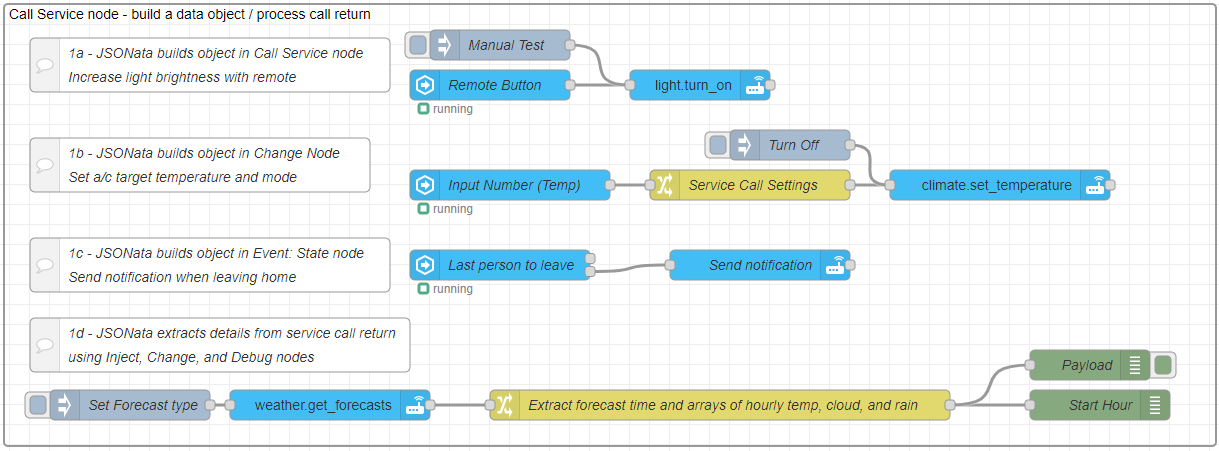 Call Service node - build a data object / process call return
1a - JSONata builds object in Call Service node
Increase light brightness with remote
Manual Test
Remote Button
light.turn_on
running
1b - JSONata builds object in Change Node
Set a/c target temperature and mode
Turn Off
Input Number (Temp)
Service Call Settings
climate.set_temperature
running
1c - JSONata builds object in Event: State node
Send notification when leaving home
Last person to leave
Send notification
running
1d - JSONata extracts details from service call return
using Inject, Change, and Debug nodes
Payload
Set Forecast type
weather.get_forecasts
Extract forecast time and arrays of hourly temp, cloud, and rain
Start Hour